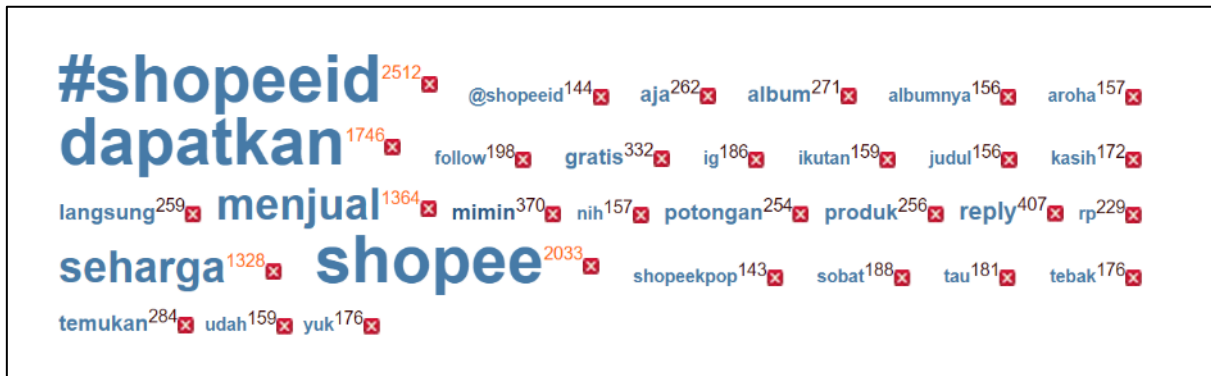 #shopeeid2512 @shopeeid144 aja262 album271 albumnya156 aroha157
dapatkan1746 follow198 gratis332 ig186 ikutan159 judul156 kasih172
langsung259 menjual1364 mimin370 nih157 potongan254 produk256 reply407 rp229
seharga1328 shopee2033 shopeekpop143 sobat188 tau181 tebak176
temukan284 udah159 yuk176